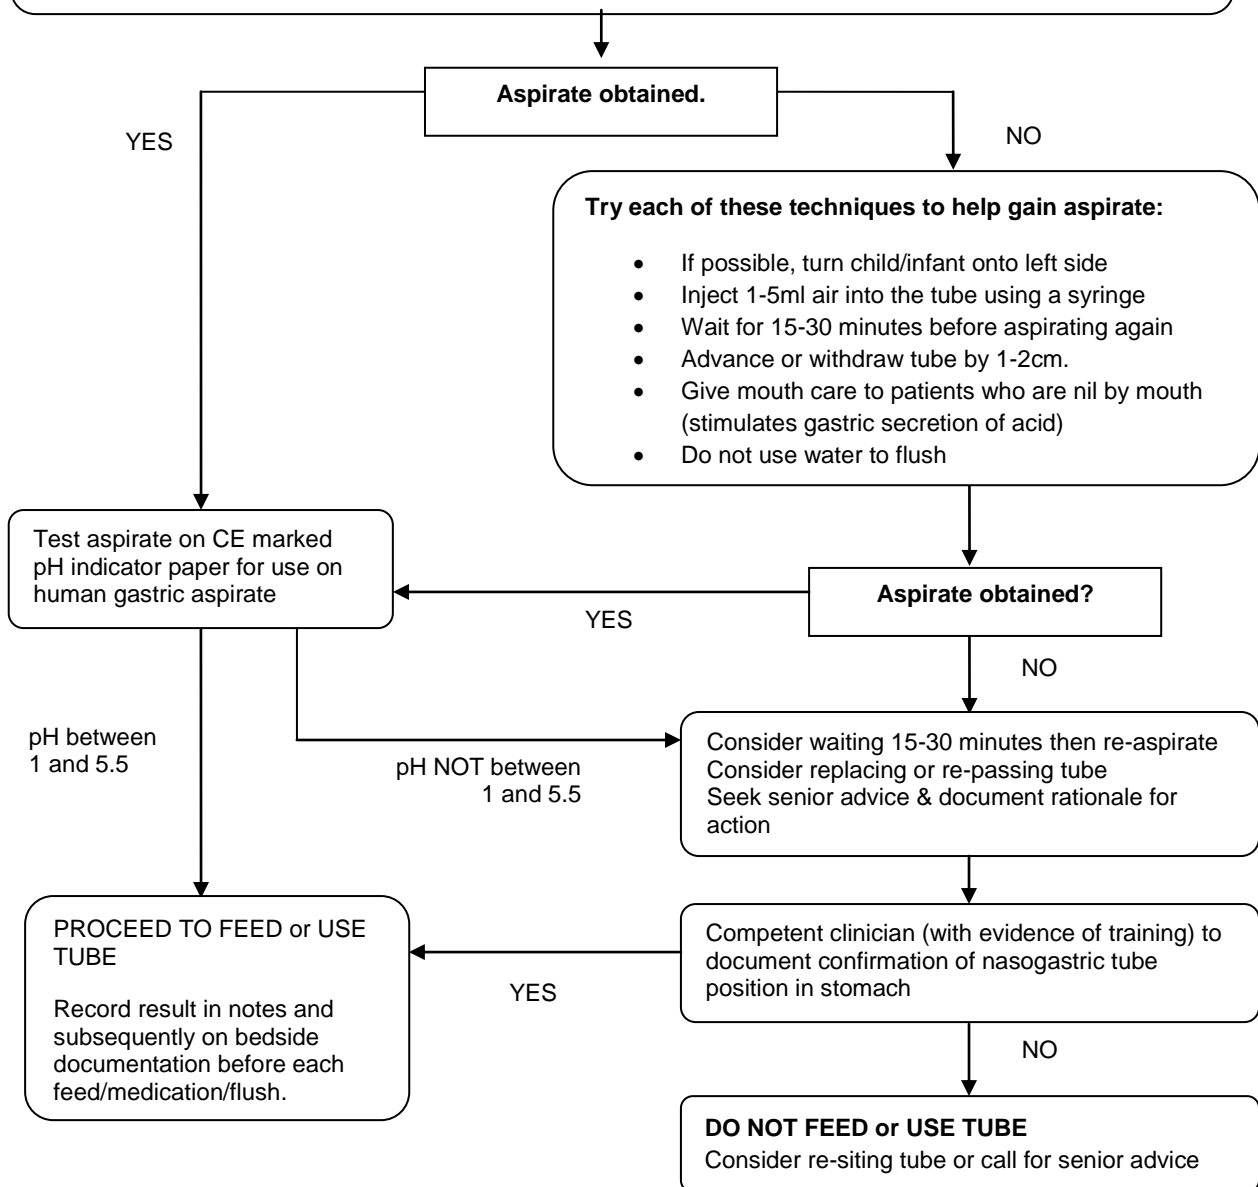 Aspirate obtained.
YES
NO
Try each of these techniques to help gain aspirate:
• If possible, turn child/infant onto left side
• Inject 1-5ml air into the tube using a syringe
• Wait for 15-30 minutes before aspirating again
• Advance or withdraw tube by 1-2cm.
• Give mouth care to patients who are nil by mouth
(stimulates gastric secretion of acid)
• Do not use water to flush
Test aspirate on CE marked
pH indicator paper for use on
human gastric aspirate
Aspirate obtained?
YES
NO
pH between
1 and 5.5
pH NOT between
1 and 5.5
Consider waiting 15-30 minutes then re-aspirate
Consider replacing or re-passing tube
Seek senior advice & document rationale for
action
PROCEED TO FEED or USE
TUBE
Record result in notes and
subsequently on bedside
documentation before each
feed/medication/flush.
YES
Competent clinician (with evidence of training) to
document confirmation of nasogastric tube
position in stomach
NO
DO NOT FEED or USE TUBE
Consider re-siting tube or call for senior advice